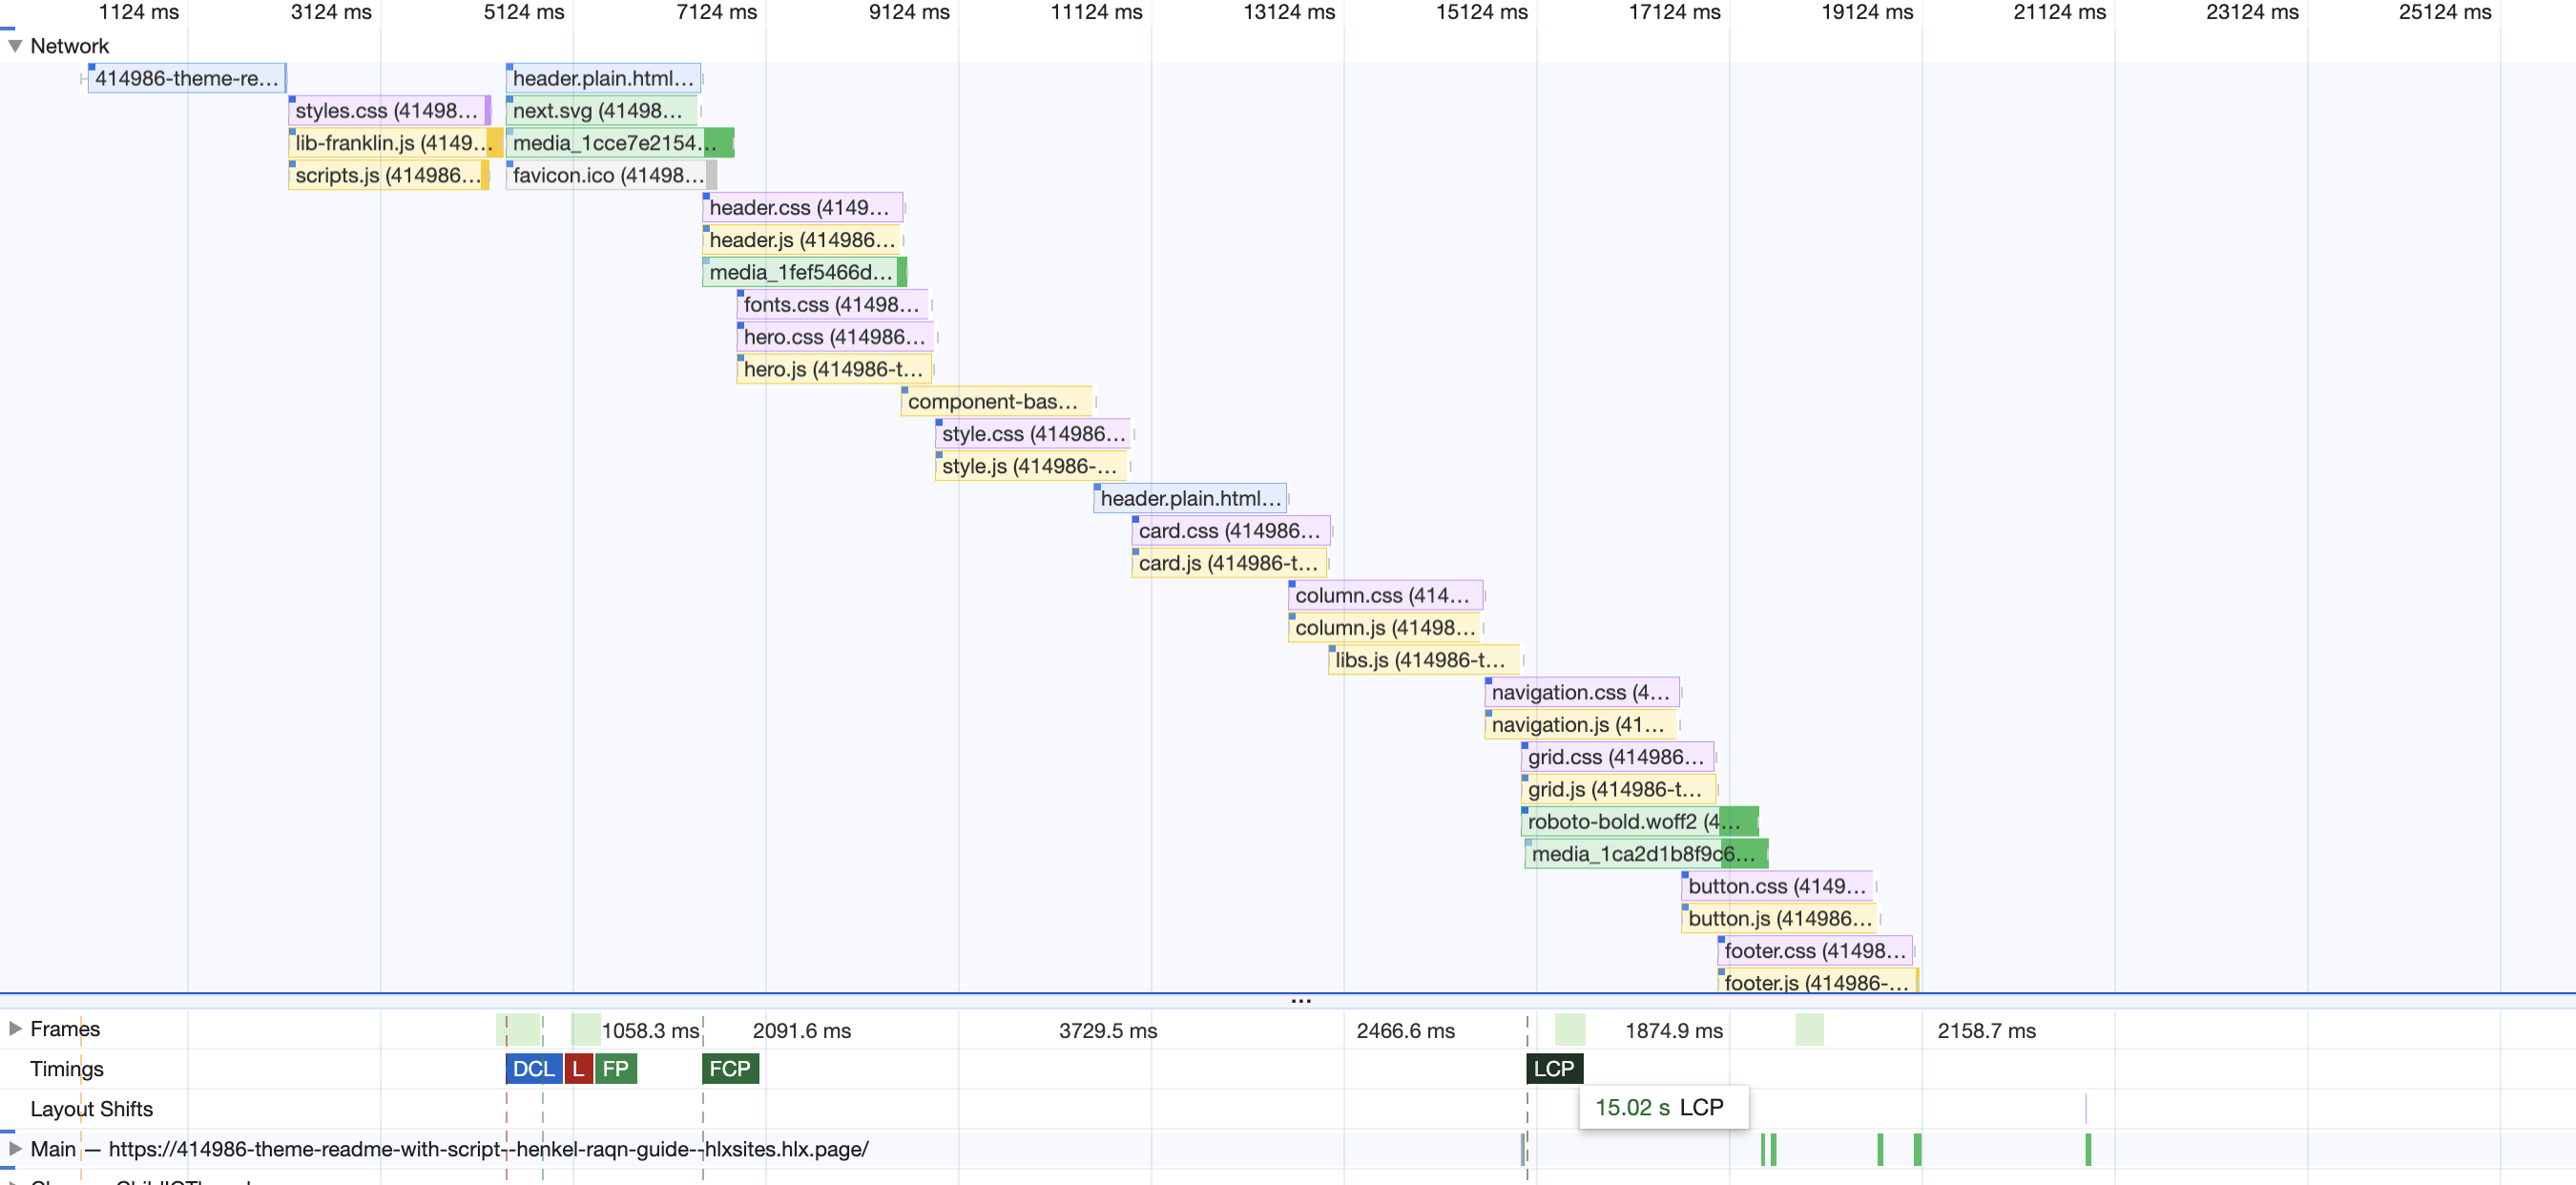 1124 ms 3124 ms 5124 ms 7124 ms 9124 ms 11124 ms 13124 ms 15124 ms 17124 ms 19124 ms 21124 ms 23124 ms 25124 ms
Network
414986-theme-re… header.plain.html…
styles.css (41498… next.svg (41498…
lib-franklin.js (4149… media_1cce7e2154…
scripts.js (414986… favicon.ico (41498…
header.css (4149…
header.js (414986…
media_1fef5466d…
fonts.css (41498…
hero.css (414986…
hero.js (414986-t…
component-bas…
style.css (414986…
style.js (414986-…
header.plain.html…
card.css (414986…
card.js (414986-t…
column.css (414…
column.js (41498…
libs.js (414986-t…
navigation.css (4…
navigation.js (41…
grid.css (414986…
grid.js (414986-t…
roboto-bold.woff2 (4…
media_1ca2d1b8f9c6…
button.css (4149…
button.js (414986…
footer.css (41498…
footer.js (414986-…
…
Frames 1058.3 ms 2091.6 ms 3729.5 ms 2466.6 ms 1874.9 ms 2158.7 ms
Timings DCL L FP FCP LCP
15.02 s LCP
Layout Shifts
Main — https://414986-theme-readme-with-script--henkel-raqn-guide--hlxsites.hlx.page/